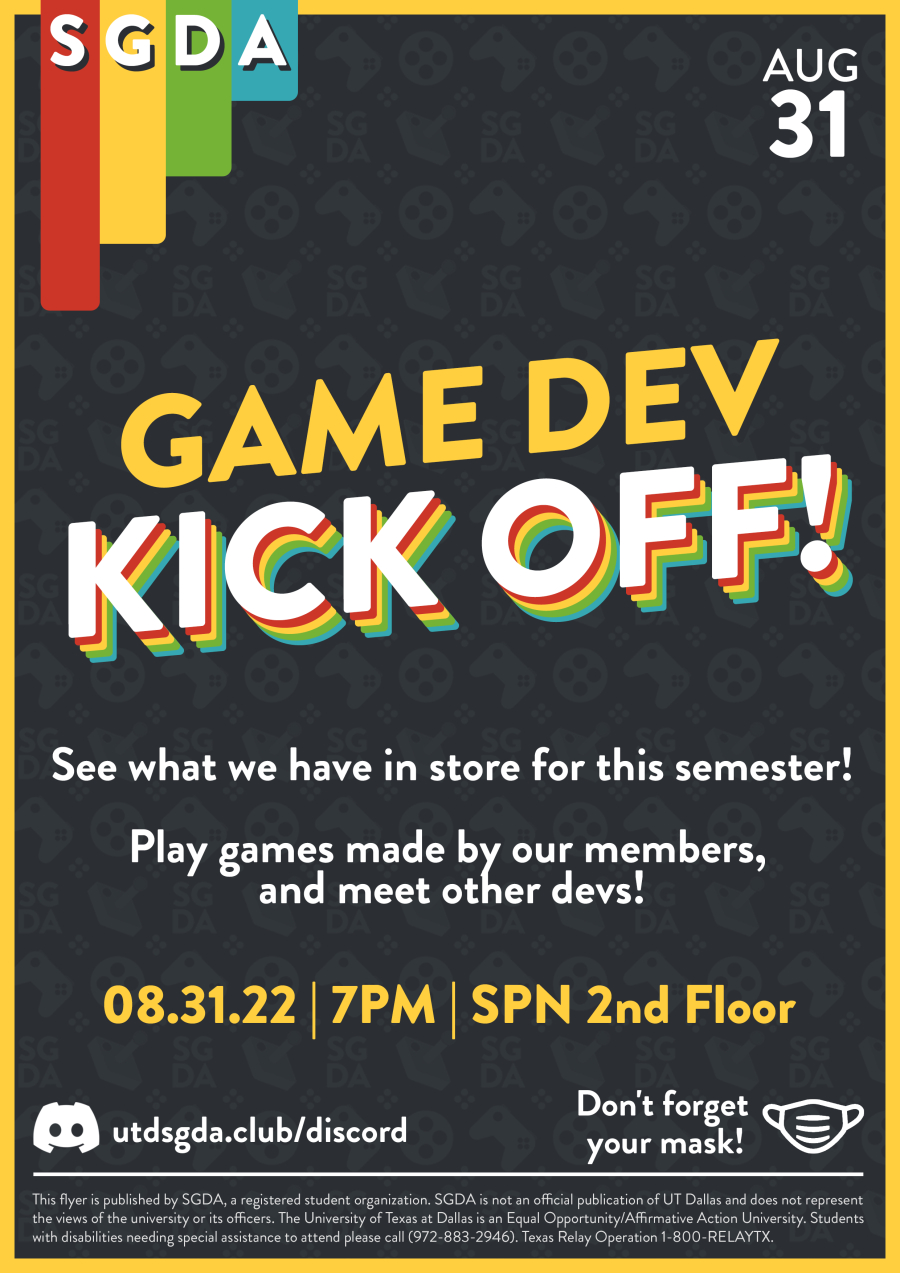 SGDA
AUG
31
GAME DEV
KICK OFF!
See what we have in store for this semester!
Play games made by our members,
and meet other devs!
08.31.22 | 7PM | SPN 2nd Floor
utdsgda.club/discord
Don't forget
your mask!
This flyer is published by SGDA, a registered student organization. SGDA is not an official publication of UT Dallas and does not represent
the views of the university or its officers. The University of Texas at Dallas is an Equal Opportunity/Affirmative Action University. Students
with disabilities needing special assistance to attend please call (972-883-2946). Texas Relay Operation 1-800-RELAYTX.